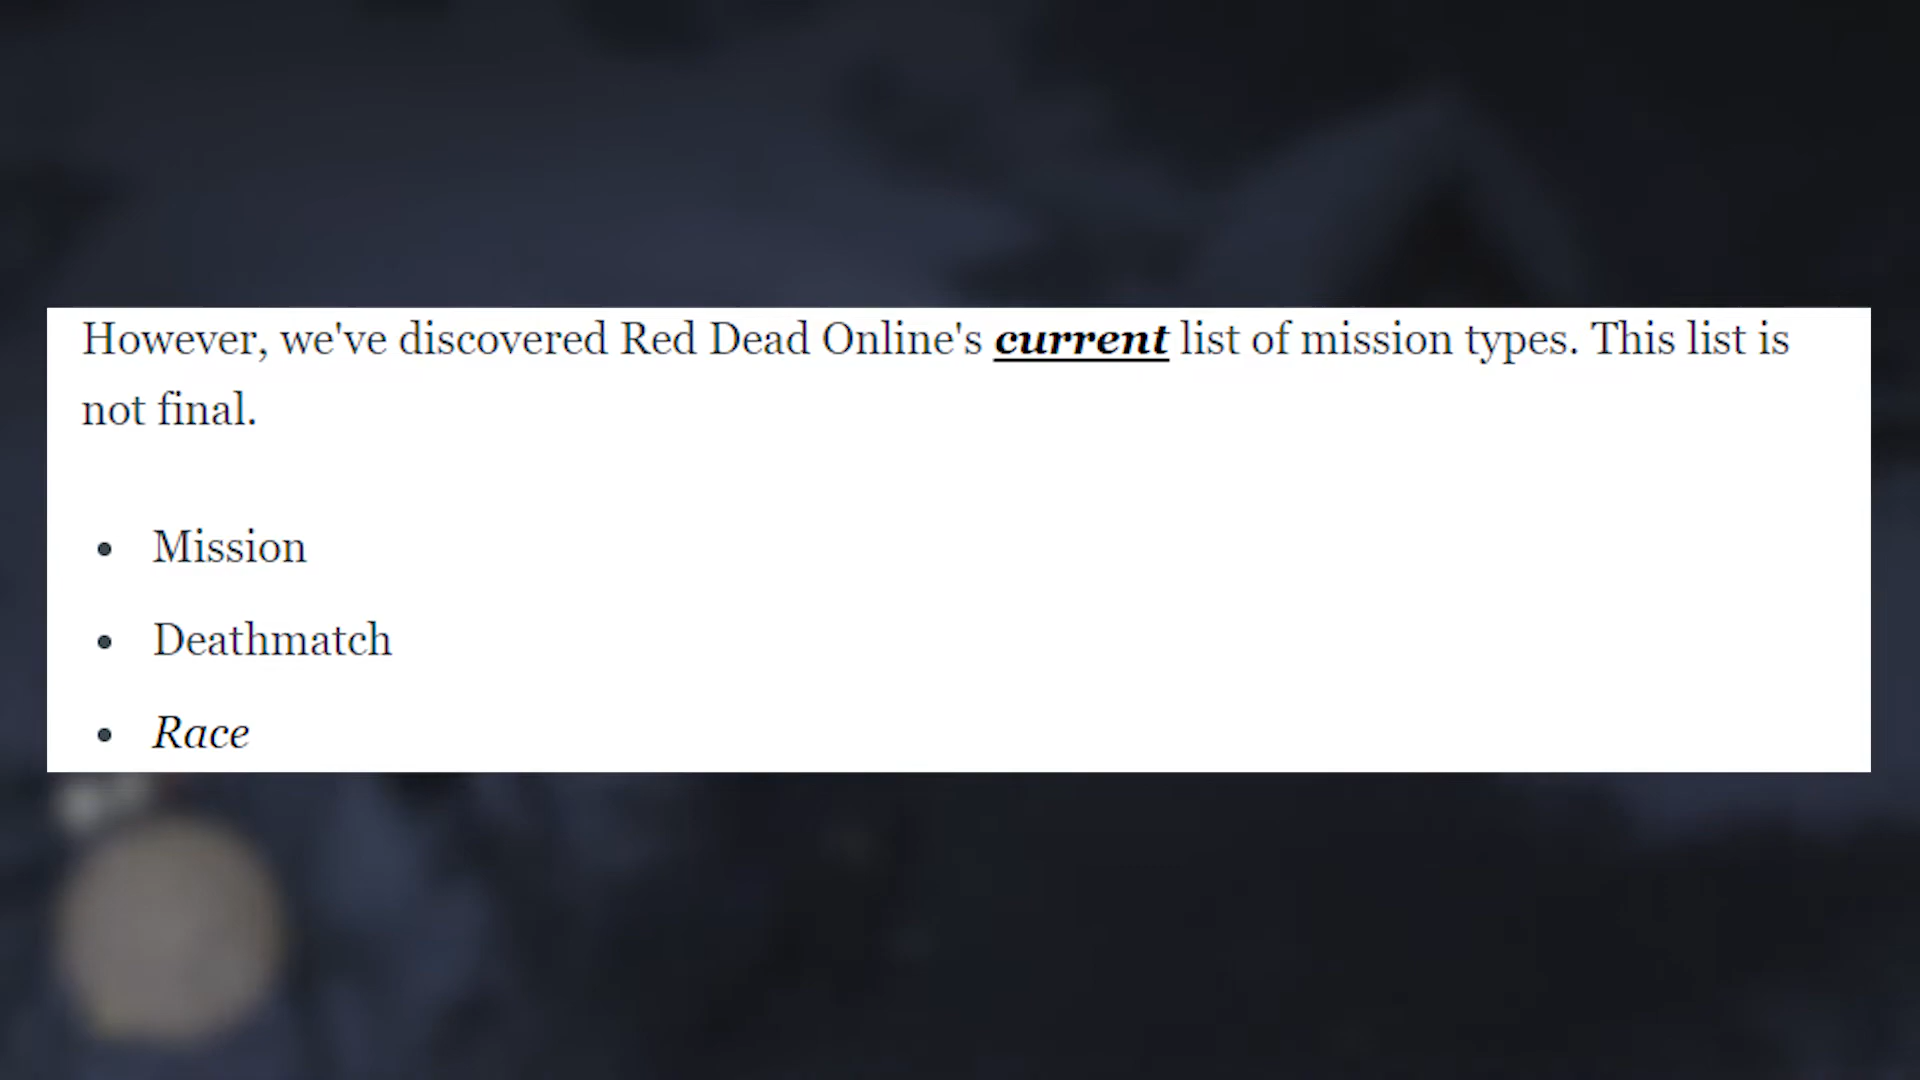 However, we've discovered Red Dead Online's current list of mission types. This list is
not final.
• Mission
• Deathmatch
• Race